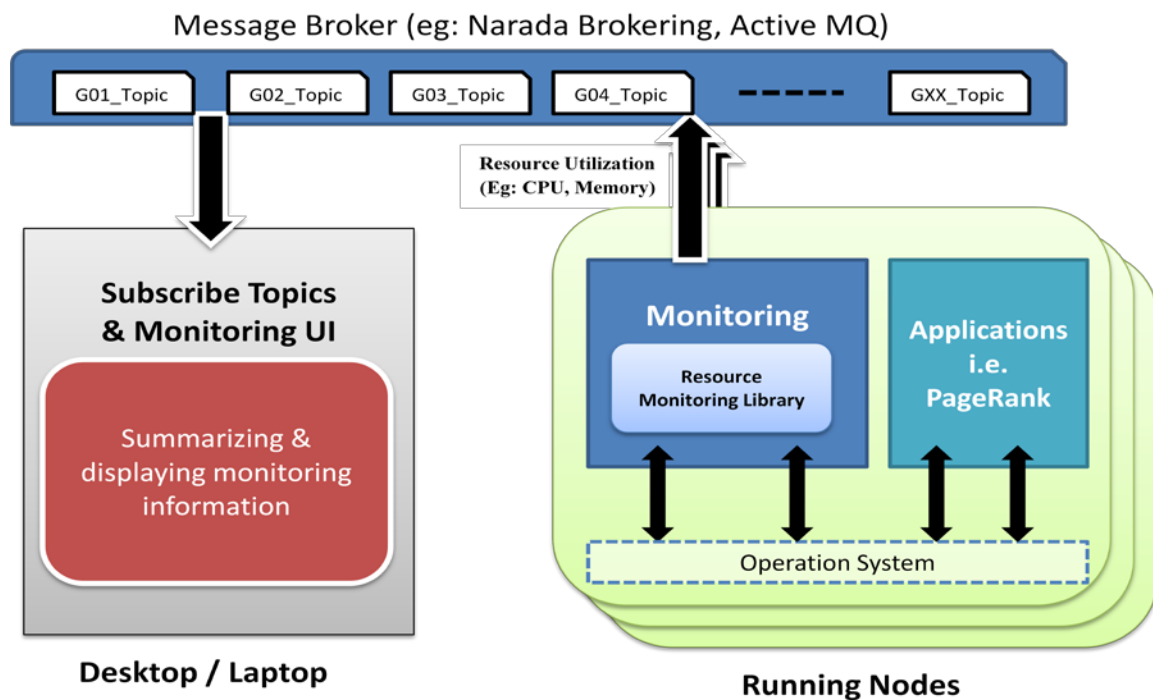 Message Broker (eg: Narada Brokering, Active MQ)
G01_Topic
G02_Topic
G03_Topic
G04_Topic
GXX_Topic
Resource Utilization
(Eg: CPU, Memory)
Subscribe Topics
& Monitoring UI
Summarizing &
displaying monitoring
information
Desktop / Laptop
Monitoring
Resource
Monitoring Library
Applications
i.e.
PageRank
Operation System
Running Nodes